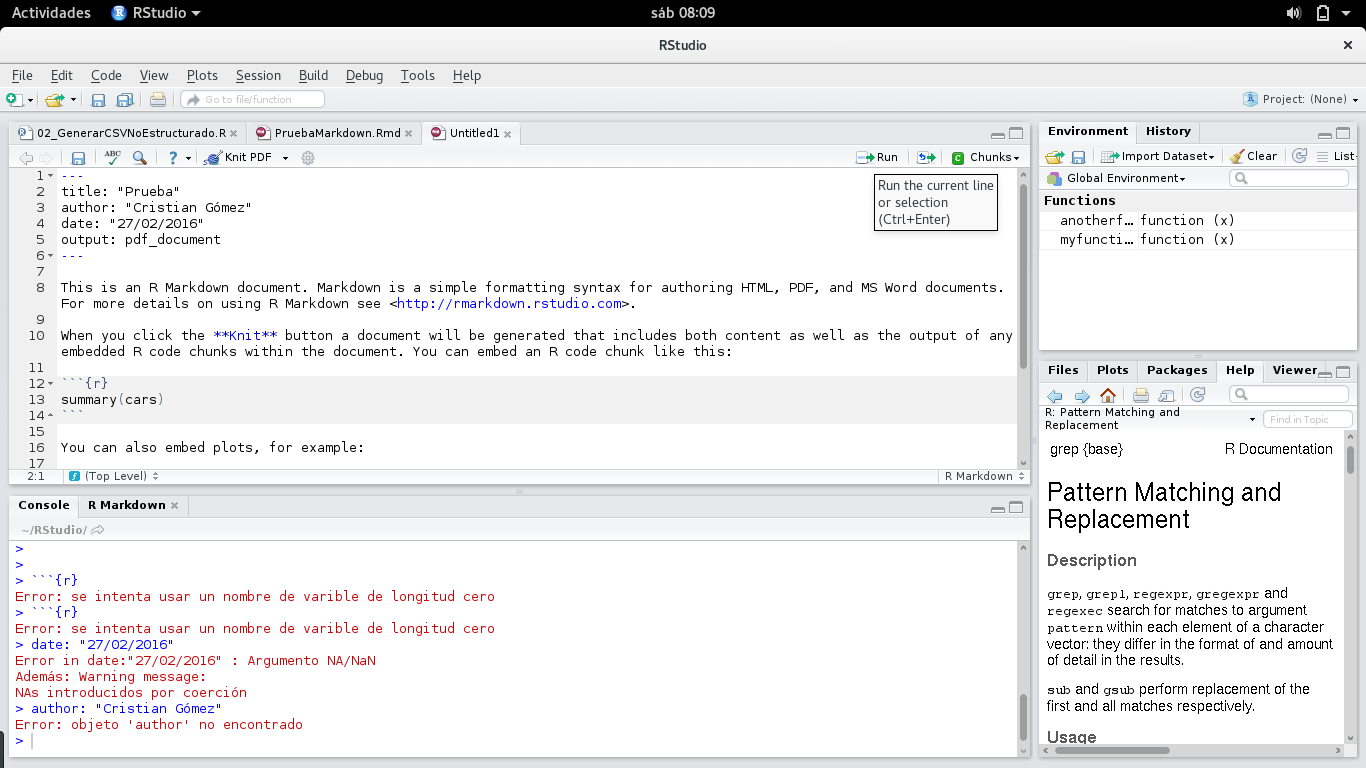 Actividades RStudio sáb 08:09
RStudio
File Edit Code View Plots Session Build Debug Tools Help
Go to file/function Project: (None)
02_GenerarCSVNoEstructurado.R PruebaMarkdown.Rmd Untitled1
ABC ? Knit PDF Run Chunks
1 ---
2 title: "Prueba"
3 author: "Cristian Gómez"
4 date: "27/02/2016"
5 output: pdf_document
6 ---
7
8 This is an R Markdown document. Markdown is a simple formatting syntax for authoring HTML, PDF, and MS Word documents.
For more details on using R Markdown see <http://rmarkdown.rstudio.com>.
9
10 When you click the **Knit** button a document will be generated that includes both content as well as the output of any
embedded R code chunks within the document. You can embed an R code chunk like this:
11
12 ```{r}
13 summary(cars)
14 ```
15
16 You can also embed plots, for example:
17
Run the current line
or selection
(Ctrl+Enter)
2:1 (Top Level) R Markdown
Console R Markdown
~/RStudio/
>
>
> ```{r}
Error: se intenta usar un nombre de varible de longitud cero
> ```{r}
Error: se intenta usar un nombre de varible de longitud cero
> date: "27/02/2016"
Error in date:"27/02/2016" : Argumento NA/NaN
Además: Warning message:
NAs introducidos por coerción
> author: "Cristian Gómez"
Error: objeto 'author' no encontrado
>
Environment History
Import Dataset Clear List
Global Environment
Functions
anotherf… function (x)
myfuncti… function (x)
Files Plots Packages Help Viewer
R: Pattern Matching and
Replacement
Find in Topic
grep {base} R Documentation
Pattern Matching and
Replacement
Description
grep, grepl, regexpr, gregexpr and
regexec search for matches to argument
pattern within each element of a character
vector: they differ in the format of and amount
of detail in the results.
sub and gsub perform replacement of the
first and all matches respectively.
Usage